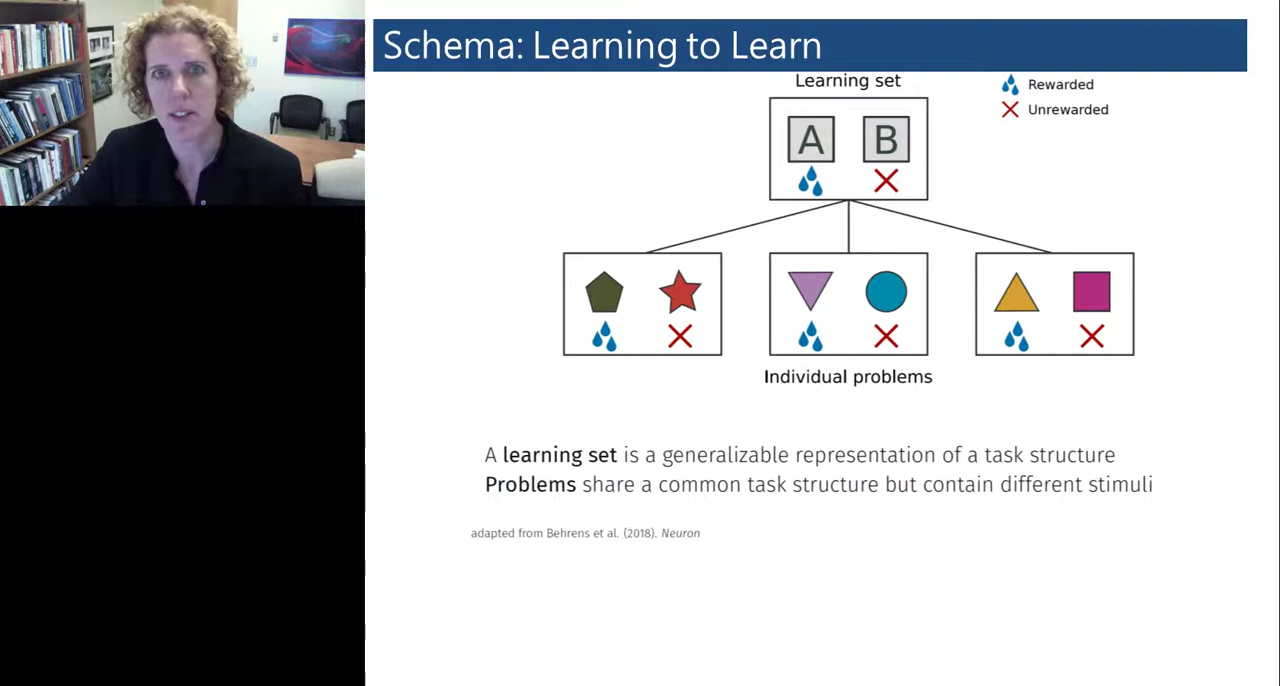 Schema: Learning to Learn
Learning set
Rewarded
Unrewarded
A B
Individual problems
A learning set is a generalizable representation of a task structure
Problems share a common task structure but contain different stimuli
adapted from Behrens et al. (2018). Neuron